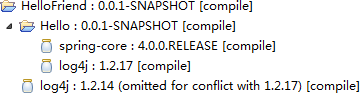 HelloFriend : 0.0.1-SNAPSHOT [compile]
Hello : 0.0.1-SNAPSHOT [compile]
spring-core : 4.0.0.RELEASE [compile]
log4j : 1.2.17 [compile]
log4j : 1.2.14 (omitted for conflict with 1.2.17) [compile]